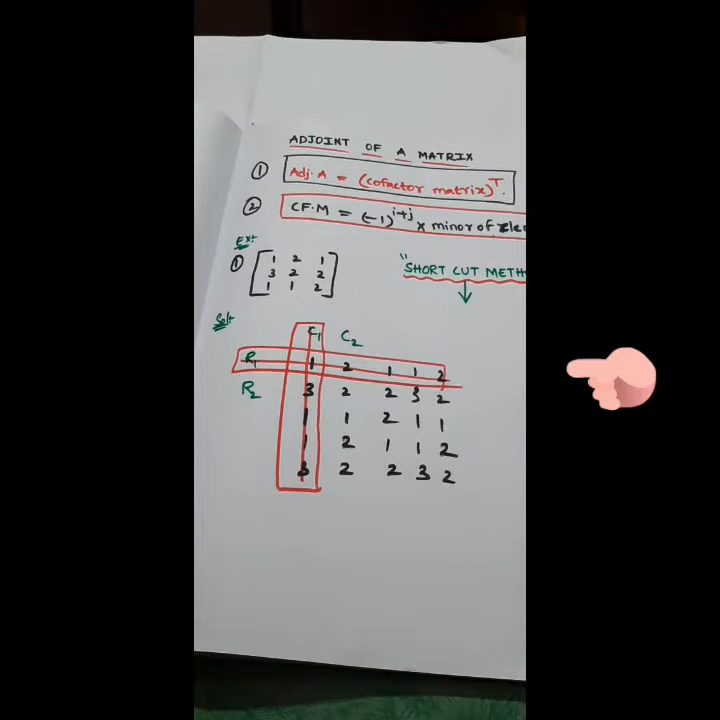 ADJOINT OF A MATRIX
① Adj. A = (cofactor matrix)ᵀ.
② CF.M = (-1)^i+j × minor of
Ex:
① [1 2 1
3 2 2
1 1 2]
"SHORT CUT METH
Sol:
C₁ C₂
R₁ 1 2 1 1 2
R₂ 3 2 2 3 2
1 1 2 1 1
1 2 1 1 2
3 2 2 3 2